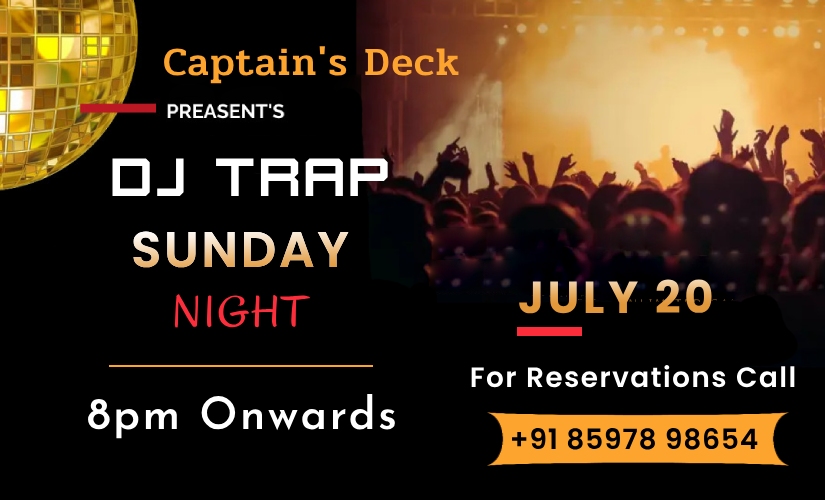 Captain's Deck
PREASENT'S
DJ TRAP
SUNDAY
NIGHT
8pm Onwards
JULY 20
For Reservations Call
+91 85978 98654